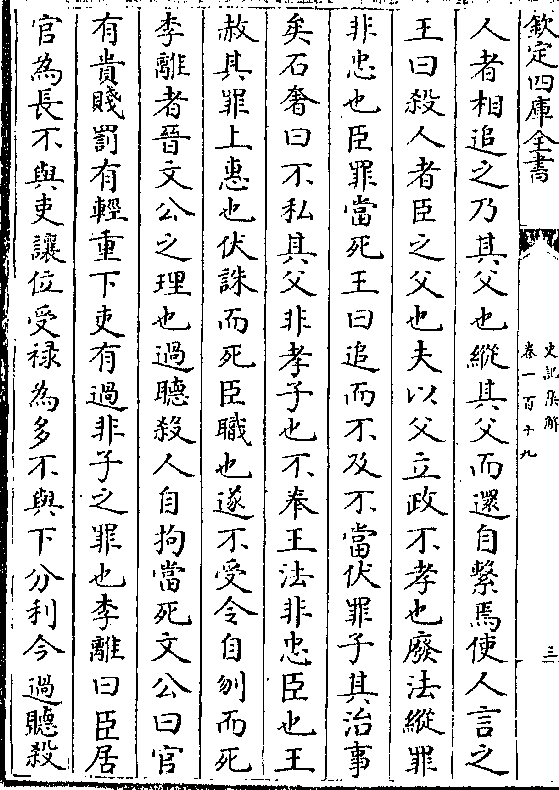 欽定四庫全書
史記集解
卷一百十九
三
人者相追之乃其父也縱其父而還自繫焉使人言之
王曰殺人者臣之父也夫以父立政不孝也廢法縱罪
非忠也臣罪當死王曰追而不及不當伏罪子其治事
矣石奢曰不私其父非孝子也不奉王法非忠臣也王
赦其罪上惠也伏誅而死臣職也遂不受令自刎而死
李離者晉文公之理也過聽殺人自拘當死文公曰官
有貴賤罰有輕重下吏有過非子之罪也李離曰臣居
官為長不與吏讓位受祿為多不與下分利今過聽殺